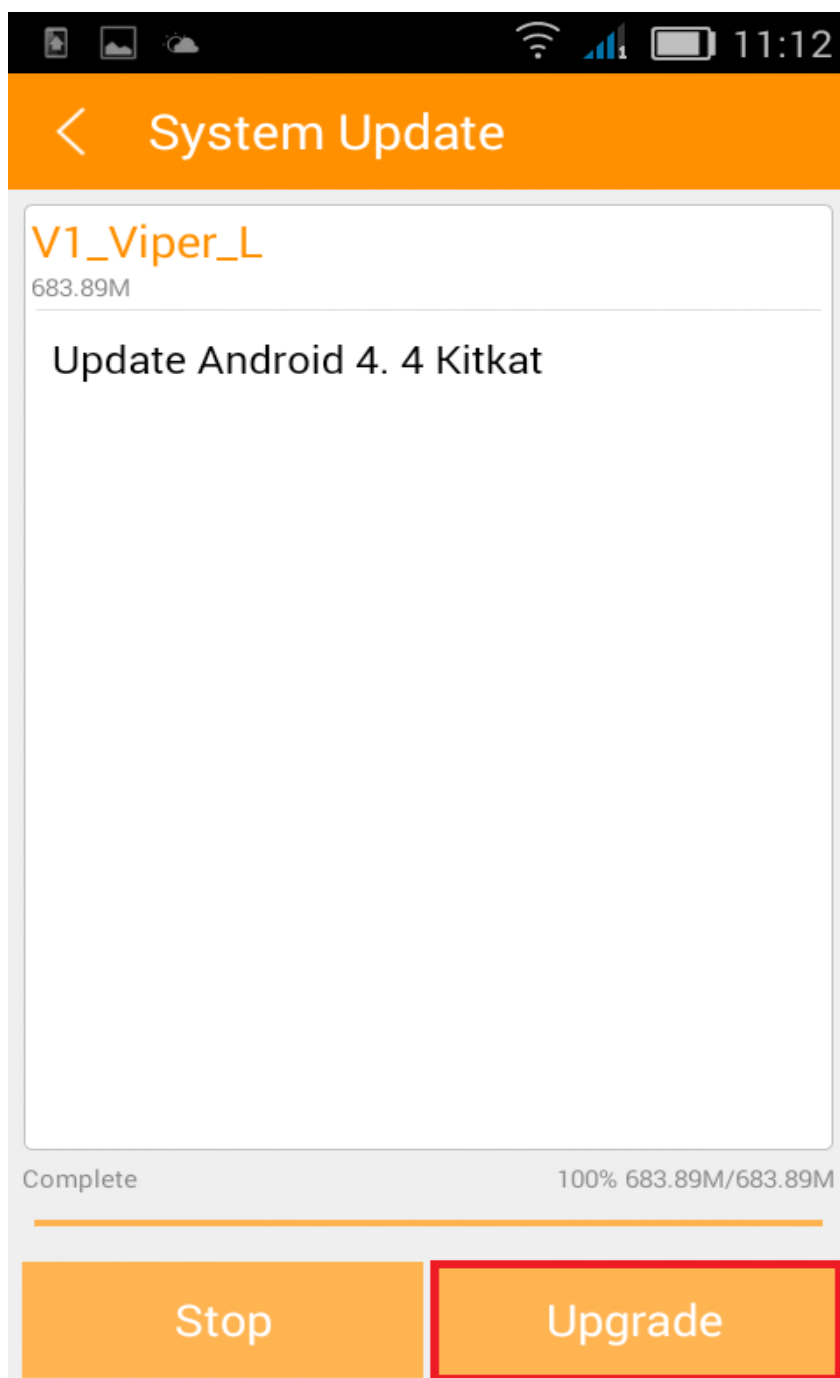 11:12
System Update
V1_Viper_L
683.89M
Update Android 4. 4 Kitkat
Complete 100% 683.89M/683.89M
Stop Upgrade